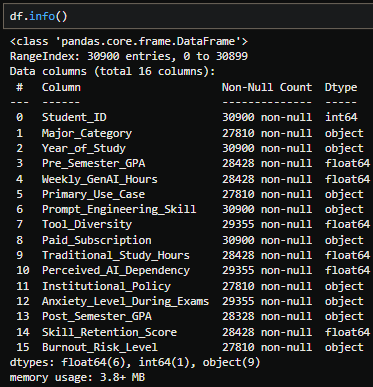 df.info()
<class 'pandas.core.frame.DataFrame'>
RangeIndex: 30900 entries, 0 to 30899
Data columns (total 16 columns):
 #   Column                     Non-Null Count  Dtype
---  ------                     --------------  -----
 0   Student_ID                 30900 non-null  int64
 1   Major_Category             27810 non-null  object
 2   Year_of_Study              30900 non-null  object
 3   Pre_Semester_GPA           28428 non-null  float64
 4   Weekly_GenAI_Hours         28428 non-null  float64
 5   Primary_Use_Case           27810 non-null  object
 6   Prompt_Engineering_Skill   30900 non-null  object
 7   Tool_Diversity             29355 non-null  float64
 8   Paid_Subscription          30900 non-null  object
 9   Traditional_Study_Hours    28428 non-null  float64
 10  Perceived_AI_Dependency    29355 non-null  float64
 11  Institutional_Policy       27810 non-null  object
 12  Anxiety_Level_During_Exams 29355 non-null  object
 13  Post_Semester_GPA          28328 non-null  object
 14  Skill_Retention_Score      28428 non-null  float64
 15  Burnout_Risk_Level         27810 non-null  object
dtypes: float64(6), int64(1), object(9)
memory usage: 3.8+ MB